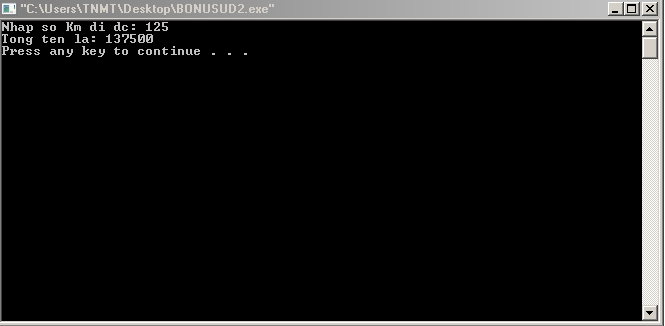 "C:\Users\TNMT\Desktop\BONUSUD2.exe"
Nhap so Km di dc: 125
Tong ten la: 137500
Press any key to continue . . .